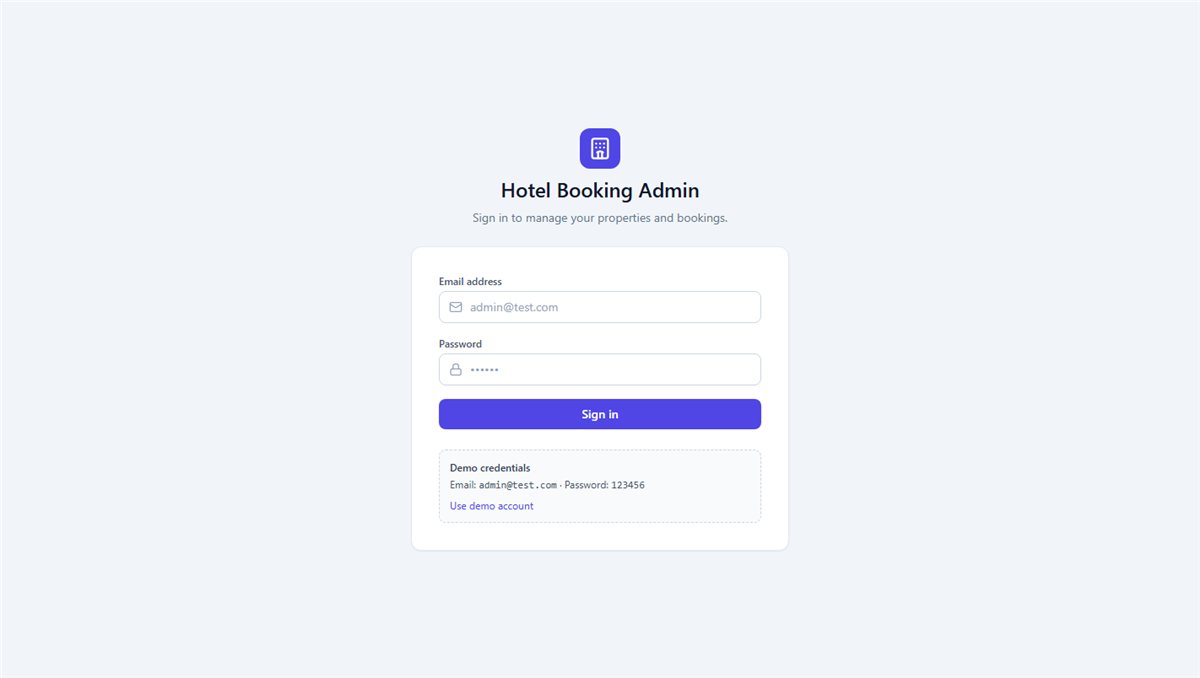 Hotel Booking Admin
Sign in to manage your properties and bookings.
Email address
admin@test.com
Password
••••••
Sign in
Demo credentials
Email: admin@test.com · Password: 123456
Use demo account